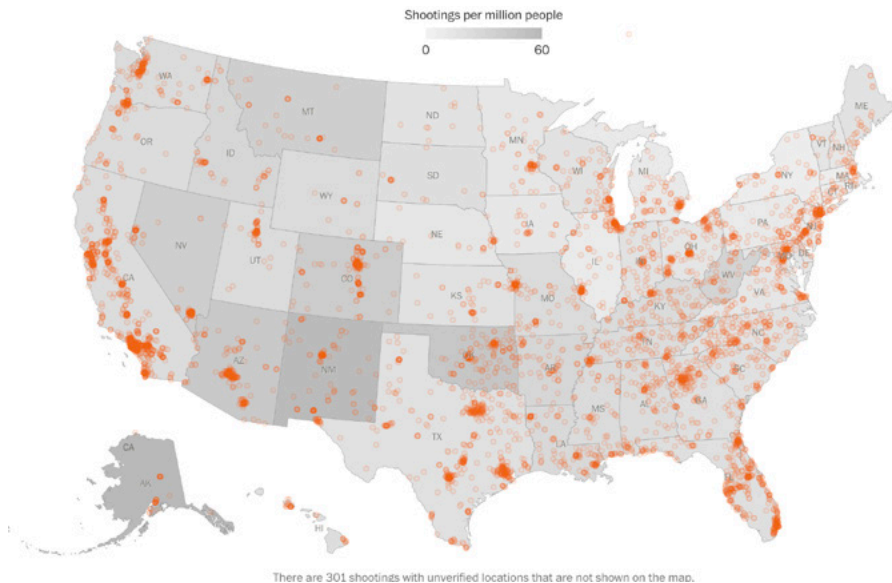 Shootings per million people
0 60
WA
ME
MT
ND
OR
MN
VT
NH
ID
WI
SD
MI
NY
MA
RI
WY
IA
PA
NE
NV
OH
IL
DE
UT
CO
WV
CA
KS
MO
VA
KY
NC
TN
AZ
OK
NM
AR
SC
MS
AL
GA
TX
LA
CA
AK
HI
There are 301 shootings with unverified locations that are not shown on the map.